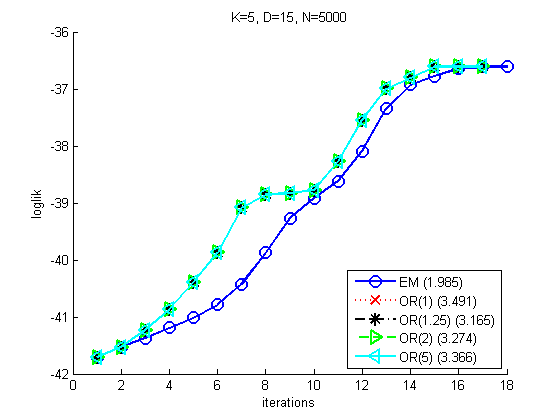 K=5, D=15, N=5000
-36
-37
-38
-39
-40
-41
-42
loglik
0
2
4
6
8
10
12
14
16
18
iterations
EM (1.985)
OR(1) (3.491)
OR(1.25) (3.165)
OR(2) (3.274)
OR(5) (3.366)